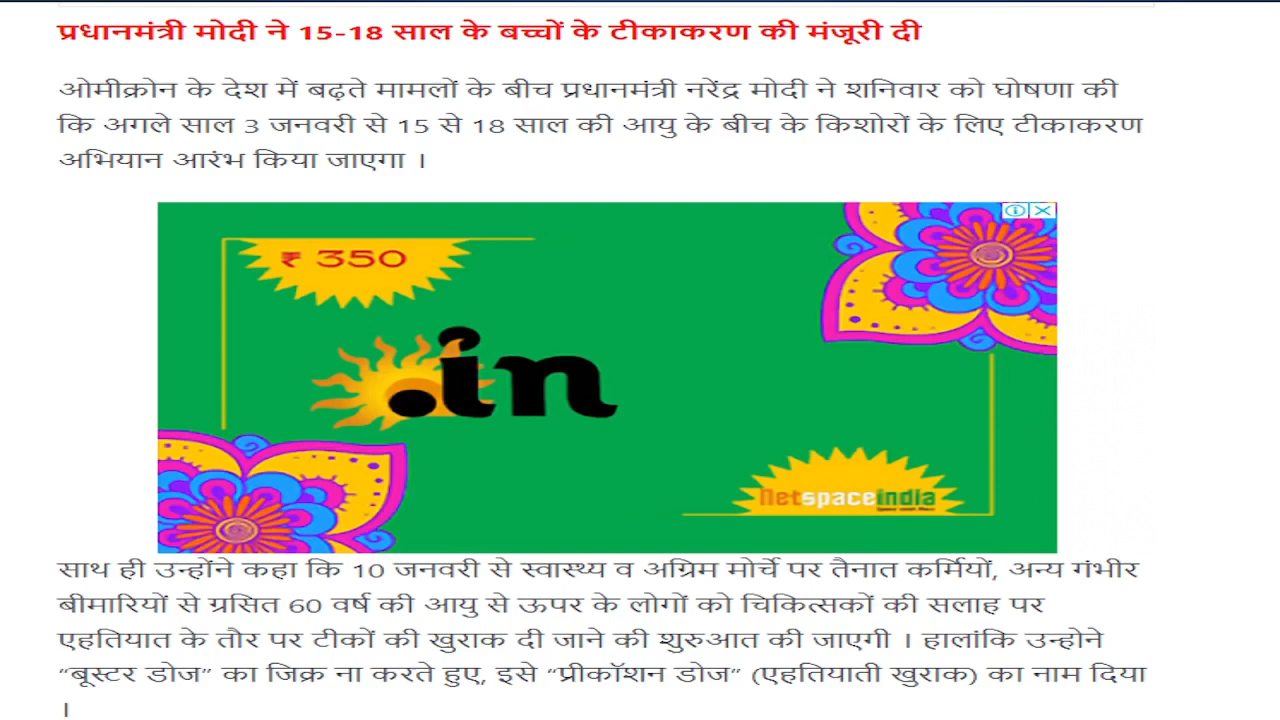 प्रधानमंत्री मोदी ने 15-18 साल के बच्चों के टीकाकरण की मंजूरी दी
ओमीक्रोन के देश में बढ़ते मामलों के बीच प्रधानमंत्री नरेंद्र मोदी ने शनिवार को घोषणा की
कि अगले साल 3 जनवरी से 15 से 18 साल की आयु के बीच के किशोरों के लिए टीकाकरण
अभियान आरंभ किया जाएगा ।
₹ 350
.in
Netspaceindia
साथ ही उन्होंने कहा कि 10 जनवरी से स्वास्थ्य व अग्रिम मोर्चे पर तैनात कर्मियों, अन्य गंभीर
बीमारियों से ग्रसित 60 वर्ष की आयु से ऊपर के लोगों को चिकित्सकों की सलाह पर
एहतियात के तौर पर टीकों की खुराक दी जाने की शुरुआत की जाएगी । हालांकि उन्होने
“बूस्टर डोज” का जिक्र ना करते हुए, इसे “प्रीकॉशन डोज” (एहतियाती खुराक) का नाम दिया
।